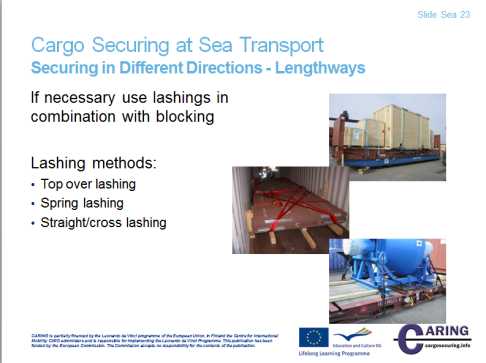 Slide Sea 23
Cargo Securing at Sea Transport
Securing in Different Directions - Lengthways
If necessary use lashings in
combination with blocking
Lashing methods:
• Top over lashing
• Spring lashing
• Straight/cross lashing
CARING is partially financed by the Leonardo da Vinci programme of the European Union. In Finland the Centre for International
Mobility CIMO administers and is responsible for implementing the Leonardo da Vinci Programme. This publication has been
funded by the European Commission. The Commission accepts no responsibility for the contents of the publication.
Education and Culture DG
Lifelong Learning Programme
CARING
cargosecuring.info